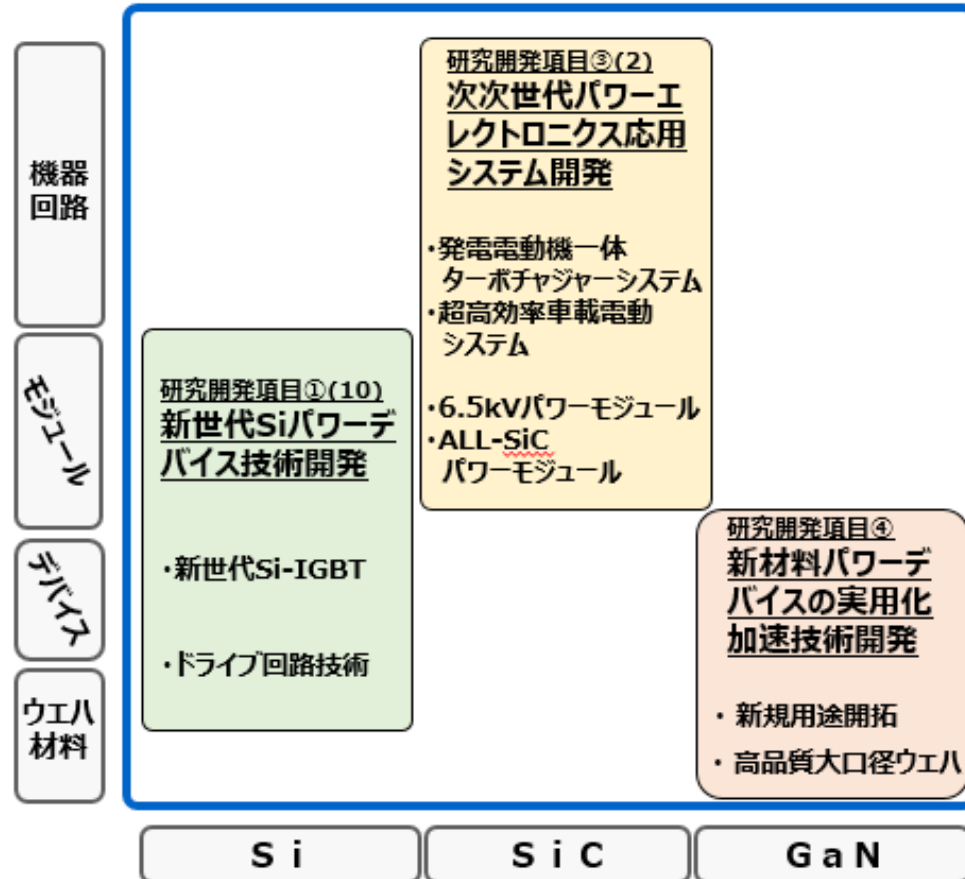 機器
回路
モジュール
デバイス
ウエハ
材料
研究開発項目①(10)
新世代Siパワーデ
バイス技術開発
・新世代Si-IGBT
・ドライブ回路技術
研究開発項目③(2)
次次世代パワーエ
レクトロニクス応用
システム開発
・発電電動機一体
ターボチャジャーシステム
・超高効率車載電動
システム
・6.5kVパワーモジュール
・ALL-SiC
パワーモジュール
研究開発項目④
新材料パワーデ
バイスの実用化
加速技術開発
・ 新規用途開拓
・ 高品質大口径ウェハ
Si
SiC
GaN